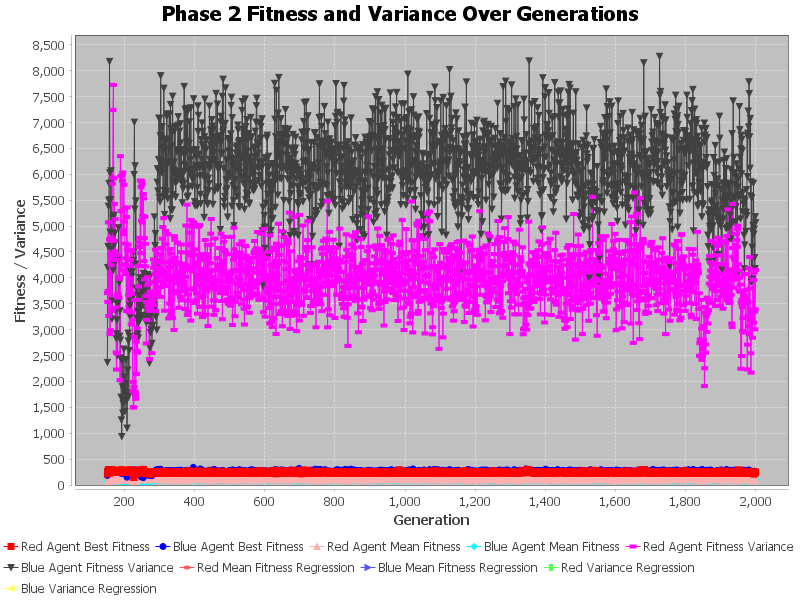 Phase 2 Fitness and Variance Over Generations
8,500
8,000
7,500
7,000
6,500
6,000
5,500
5,000
4,500
4,000
3,500
3,000
2,500
2,000
1,500
1,000
500
0
Fitness / Variance
200 400 600 800 1,000 1,200 1,400 1,600 1,800 2,000
Generation
Red Agent Best Fitness Blue Agent Best Fitness Red Agent Mean Fitness Blue Agent Mean Fitness Red Agent Fitness Variance
Blue Agent Fitness Variance Red Mean Fitness Regression Blue Mean Fitness Regression Red Variance Regression
Blue Variance Regression